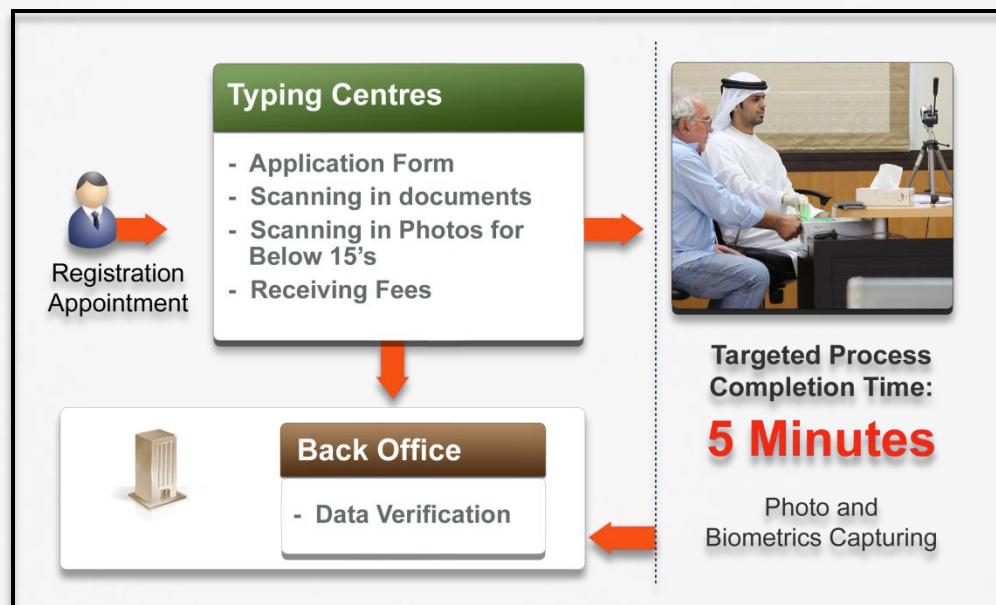 Typing Centres
- Application Form
- Scanning in documents
- Scanning in Photos for
Below 15's
- Receiving Fees
Registration
Appointment
Back Office
- Data Verification
Targeted Process
Completion Time:
5 Minutes
Photo and
Biometrics Capturing